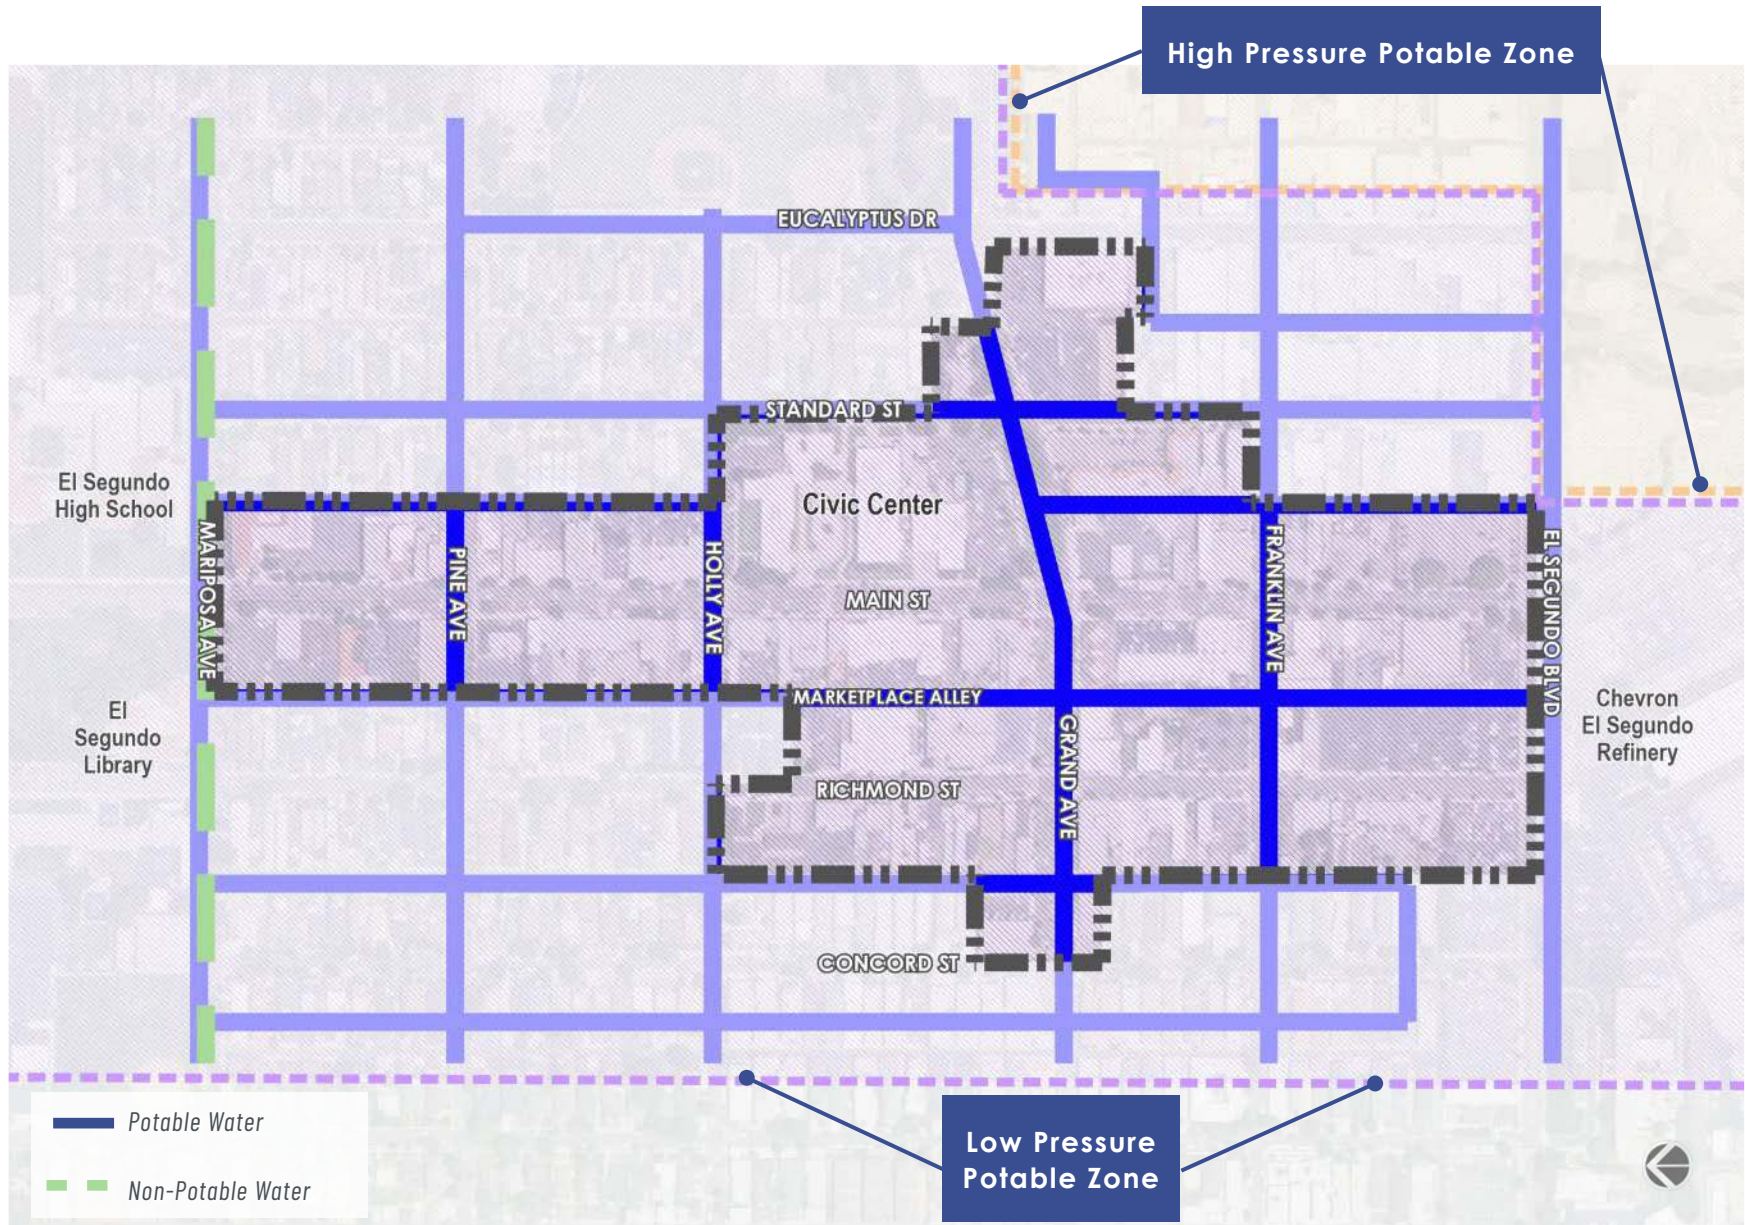 High Pressure Potable Zone
EUCALYPTUS DR
STANDARD ST
El Segundo
High School
Civic Center
MARIPOSA AVE
PINE AVE
HOLLY AVE
MAIN ST
FRANKLIN AVE
EL SEGUNDO BLVD
MARKETPLACE ALLEY
El
Segundo
Library
GRAND AVE
Chevron
El Segundo
Refinery
RICHMOND ST
CONCORD ST
Potable Water
Non-Potable Water
Low Pressure
Potable Zone